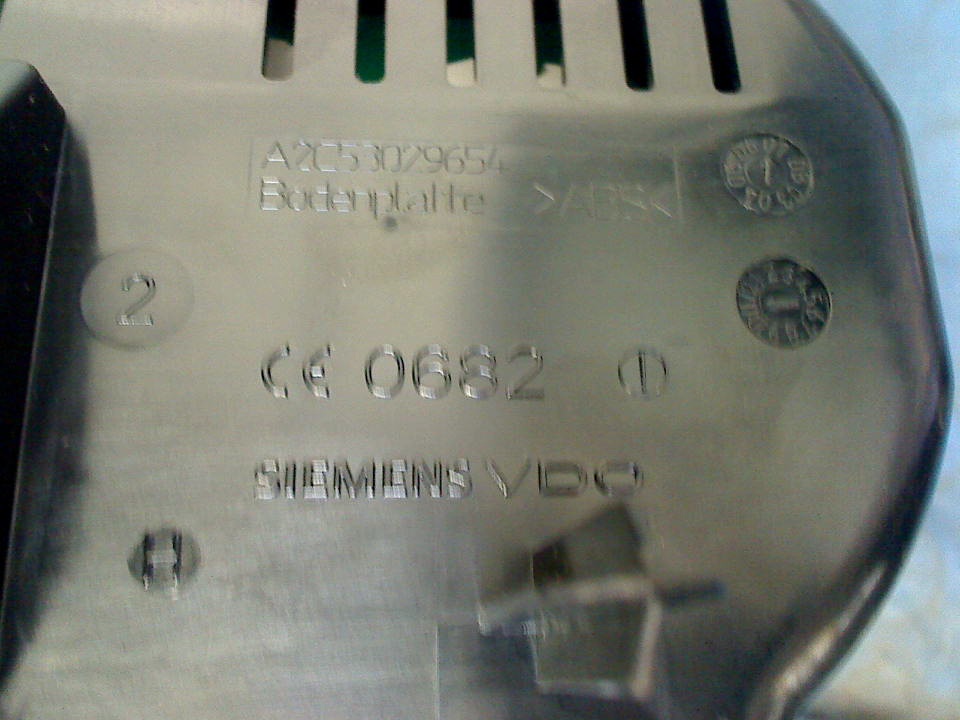 A2C53029654
Bodenplatte >ABS<
2
CE 0682
SIEMENS VDO
H